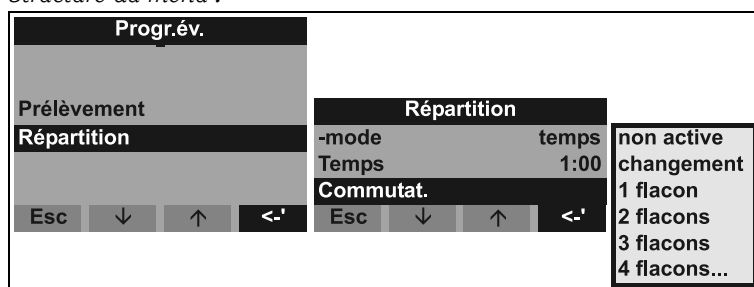 Structure du menu :
Progr.év.
Prélèvement
Répartition
Esc ↓ ↑ <-'
Répartition
-mode temps
Temps 1:00
Commutat.
Esc ↓ ↑ <-'
non active
changement
1 flacon
2 flacons
3 flacons
4 flacons...